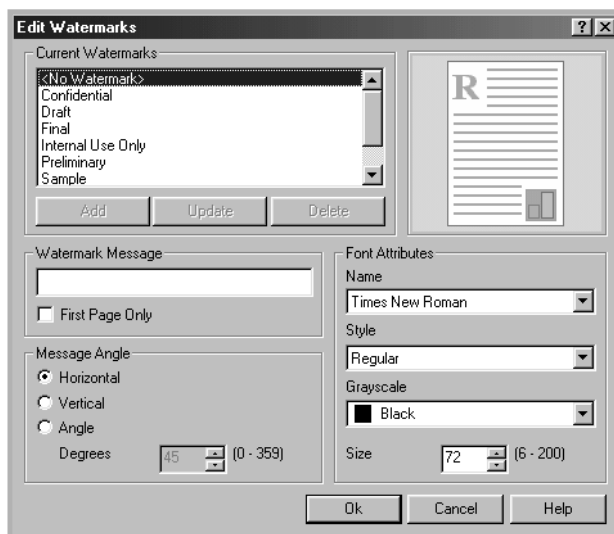 Edit Watermarks
Current Watermarks
<No Watermark>
Confidential
Draft
Final
Internal Use Only
Preliminary
Sample
Add Update Delete
R
Watermark Message
First Page Only
Message Angle
Horizontal
Vertical
Angle
Degrees 45 (0 - 359)
Font Attributes
Name
Times New Roman
Style
Regular
Grayscale
Black
Size 72 (6 - 200)
Ok Cancel Help